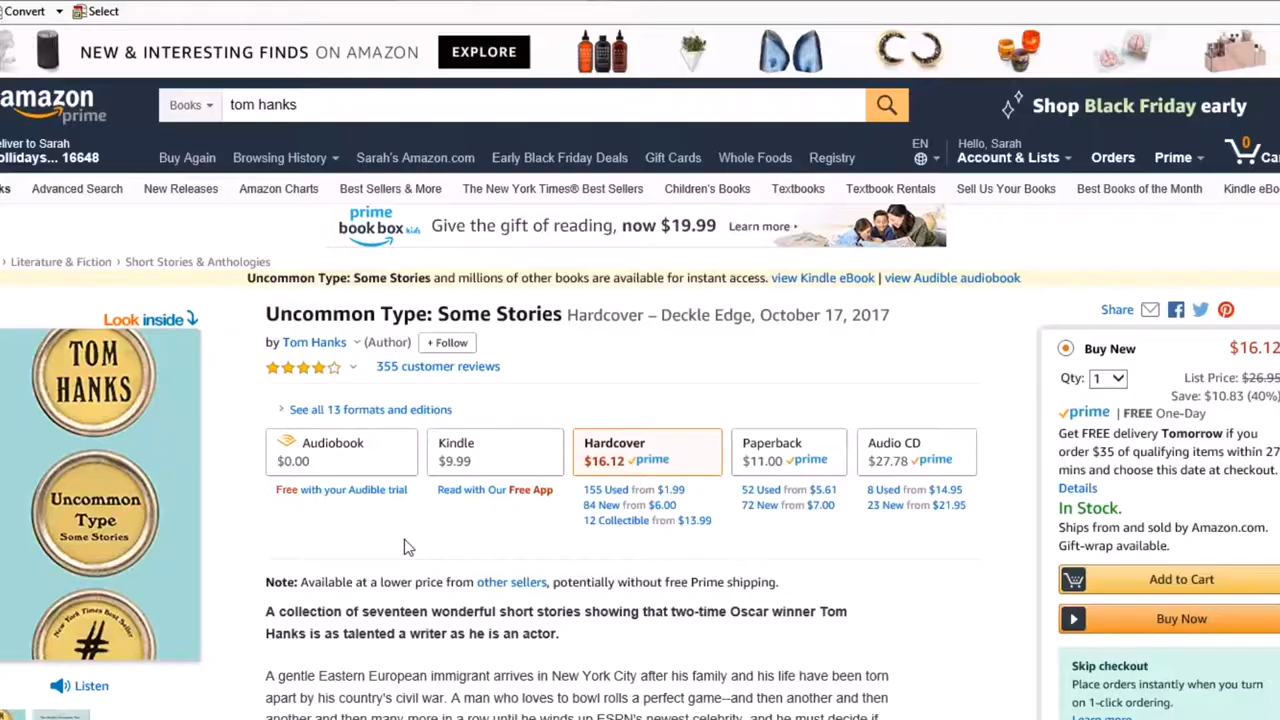 Convert Select
NEW & INTERESTING FINDS ON AMAZON EXPLORE
amazon prime
Books tom hanks
Shop Black Friday early
eliver to Sarah
ollidays... 16648
Buy Again Browsing History Sarah's Amazon.com Early Black Friday Deals Gift Cards Whole Foods Registry
EN
Hello, Sarah
Account & Lists Orders Prime 0 Ca
ks Advanced Search New Releases Amazon Charts Best Sellers & More The New York Times® Best Sellers Children's Books Textbooks Textbook Rentals Sell Us Your Books Best Books of the Month Kindle eBo
prime book box kids Give the gift of reading, now $19.99 Learn more
› Literature & Fiction › Short Stories & Anthologies
Uncommon Type: Some Stories and millions of other books are available for instant access. view Kindle eBook | view Audible audiobook
Look inside
TOM
HANKS
Uncommon
Type
Some Stories
New York Times Best Seller
#
Listen
Uncommon Type: Some Stories Hardcover – Deckle Edge, October 17, 2017
by Tom Hanks (Author) + Follow
355 customer reviews
See all 13 formats and editions
Audiobook
$0.00
Free with your Audible trial
Kindle
$9.99
Read with Our Free App
Hardcover
$16.12 prime
155 Used from $1.99
84 New from $6.00
12 Collectible from $13.99
Paperback
$11.00 prime
52 Used from $5.61
72 New from $7.00
Audio CD
$27.78 prime
8 Used from $14.95
23 New from $21.95
Note: Available at a lower price from other sellers, potentially without free Prime shipping.
A collection of seventeen wonderful short stories showing that two-time Oscar winner Tom
Hanks is as talented a writer as he is an actor.
A gentle Eastern European immigrant arrives in New York City after his family and his life have been torn
apart by his country's civil war. A man who loves to bowl rolls a perfect game--and then another and then
another and then many more in a row until he winds up ESPN's newest celebrity, and he must decide if
Share
Buy New $16.12
Qty: 1 List Price: $26.95
Save: $10.83 (40%)
prime | FREE One-Day
Get FREE delivery Tomorrow if you
order $35 of qualifying items within 27
mins and choose this date at checkout.
Details
In Stock.
Ships from and sold by Amazon.com.
Gift-wrap available.
Add to Cart
Buy Now
Skip checkout
Place orders instantly when you turn
on 1-click ordering.
Learn more